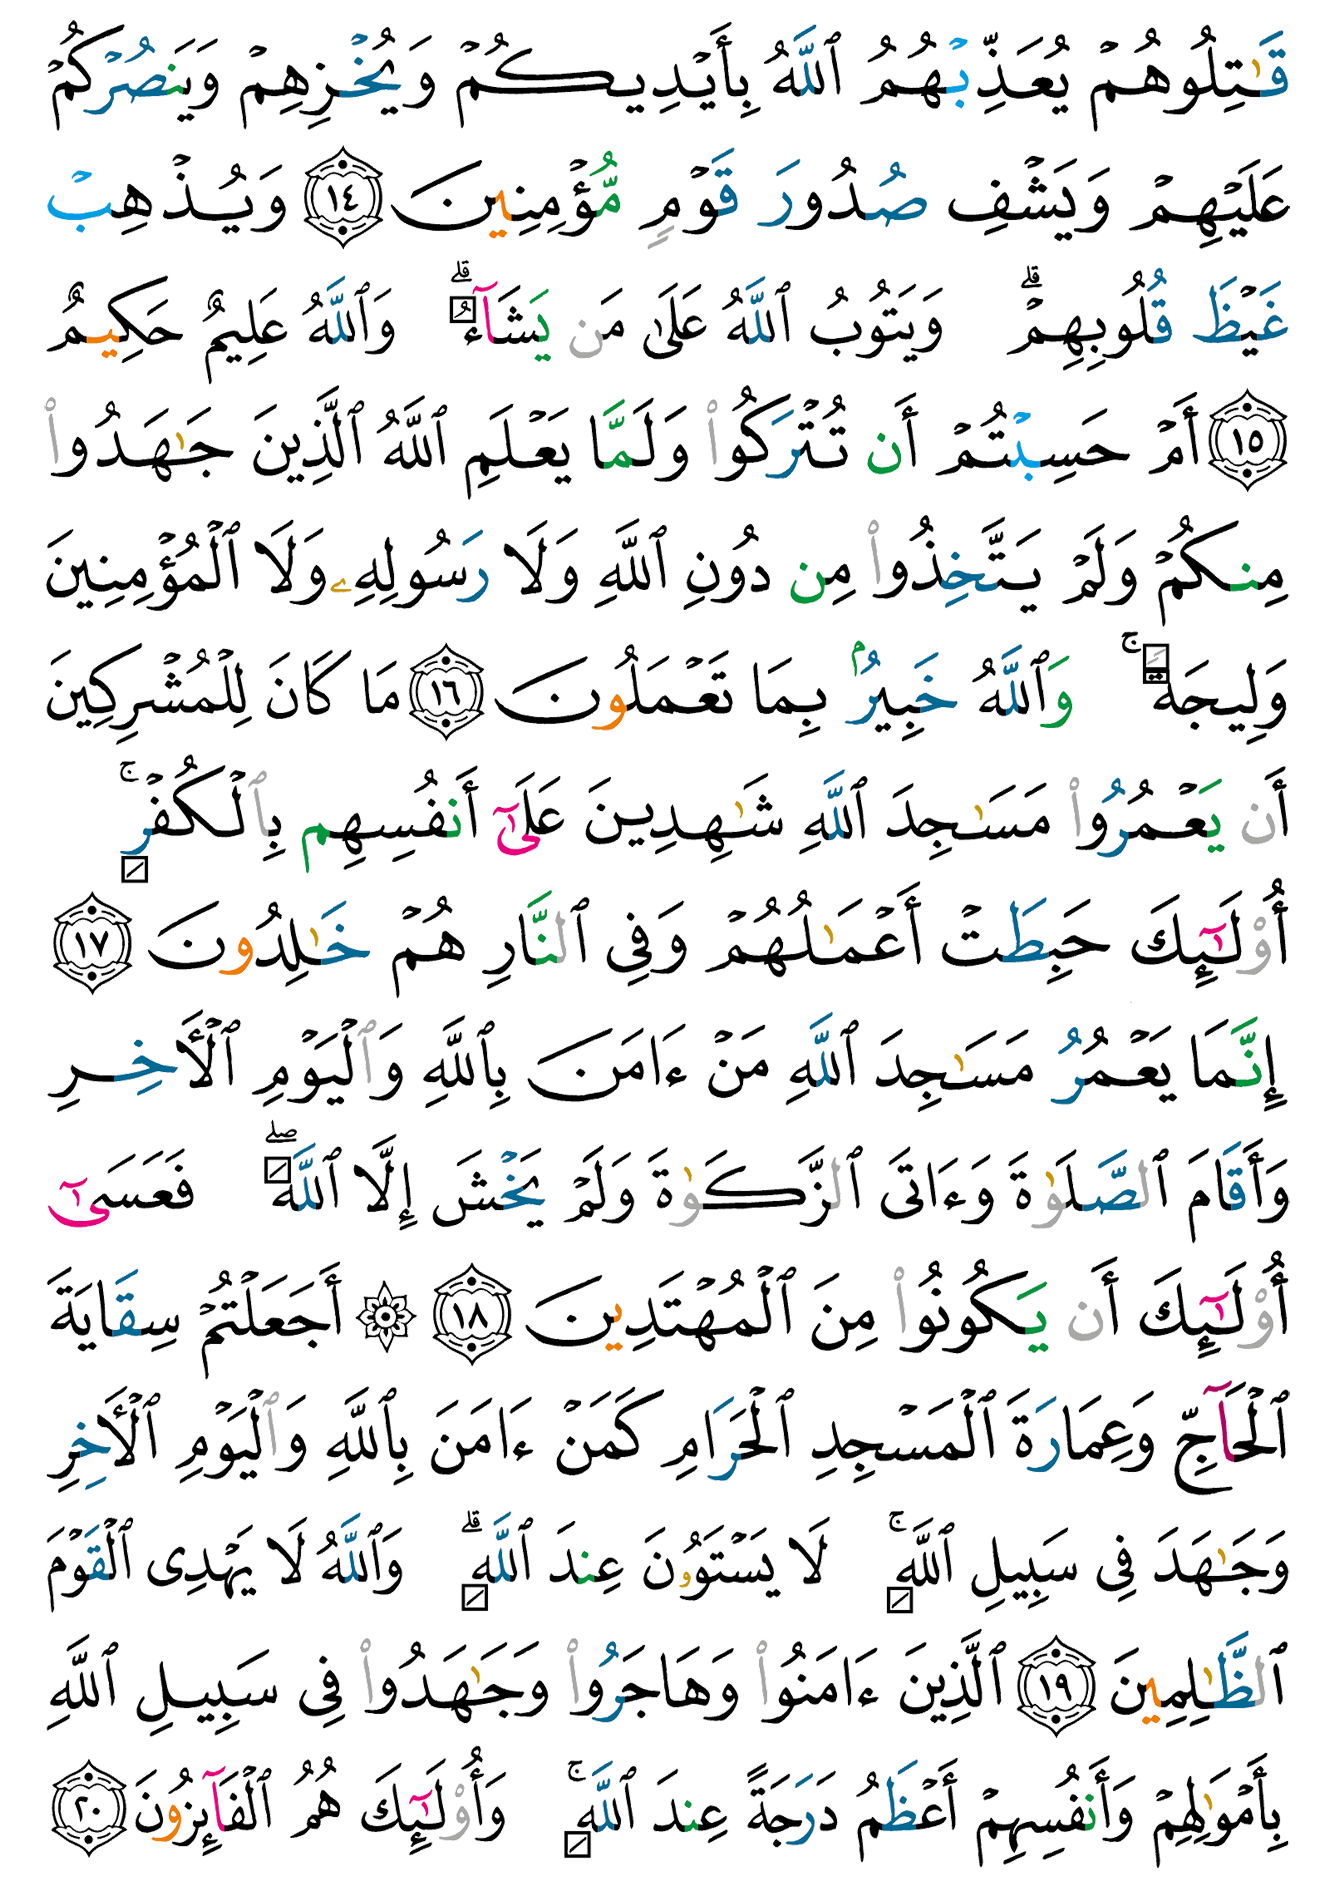 قَٰتِلُوهُمۡ يُعَذِّبۡهُمُ ٱللَّهُ بِأَيۡدِيكُمۡ وَيُخۡزِهِمۡ وَيَنصُرۡكُمۡ
عَلَيۡهِمۡ وَيَشۡفِ صُدُورَ قَوۡمٖ مُّؤۡمِنِينَ ١٤ وَيُذۡهِبۡ
غَيۡظَ قُلُوبِهِمۡۗ وَيَتُوبُ ٱللَّهُ عَلَىٰ مَن يَشَآءُۗ وَٱللَّهُ عَلِيمٌ حَكِيمٌ
١٥ أَمۡ حَسِبۡتُمۡ أَن تُتۡرَكُواْ وَلَمَّا يَعۡلَمِ ٱللَّهُ ٱلَّذِينَ جَٰهَدُواْ
مِنكُمۡ وَلَمۡ يَتَّخِذُواْ مِن دُونِ ٱللَّهِ وَلَا رَسُولِهِۦ وَلَا ٱلۡمُؤۡمِنِينَ
وَلِيجَةٗۚ وَٱللَّهُ خَبِيرُۢ بِمَا تَعۡمَلُونَ ١٦ مَا كَانَ لِلۡمُشۡرِكِينَ
أَن يَعۡمُرُواْ مَسَٰجِدَ ٱللَّهِ شَٰهِدِينَ عَلَىٰٓ أَنفُسِهِم بِٱلۡكُفۡرِۚ
أُوْلَٰٓئِكَ حَبِطَتۡ أَعۡمَٰلُهُمۡ وَفِي ٱلنَّارِ هُمۡ خَٰلِدُونَ ١٧
إِنَّمَا يَعۡمُرُ مَسَٰجِدَ ٱللَّهِ مَنۡ ءَامَنَ بِٱللَّهِ وَٱلۡيَوۡمِ ٱلۡأٓخِرِ
وَأَقَامَ ٱلصَّلَوٰةَ وَءَاتَى ٱلزَّكَوٰةَ وَلَمۡ يَخۡشَ إِلَّا ٱللَّهَۖ فَعَسَىٰٓ
أُوْلَٰٓئِكَ أَن يَكُونُواْ مِنَ ٱلۡمُهۡتَدِينَ ١٨ ۞ أَجَعَلۡتُمۡ سِقَايَةَ
ٱلۡحَآجِّ وَعِمَارَةَ ٱلۡمَسۡجِدِ ٱلۡحَرَامِ كَمَنۡ ءَامَنَ بِٱللَّهِ وَٱلۡيَوۡمِ ٱلۡأٓخِرِ
وَجَٰهَدَ فِي سَبِيلِ ٱللَّهِۚ لَا يَسۡتَوُۥنَ عِندَ ٱللَّهِۗ وَٱللَّهُ لَا يَهۡدِي ٱلۡقَوۡمَ
ٱلظَّٰلِمِينَ ١٩ ٱلَّذِينَ ءَامَنُواْ وَهَاجَرُواْ وَجَٰهَدُواْ فِي سَبِيلِ ٱللَّهِ
بِأَمۡوَٰلِهِمۡ وَأَنفُسِهِمۡ أَعۡظَمُ دَرَجَةً عِندَ ٱللَّهِۚ وَأُوْلَٰٓئِكَ هُمُ ٱلۡفَآئِزُونَ ٢٠